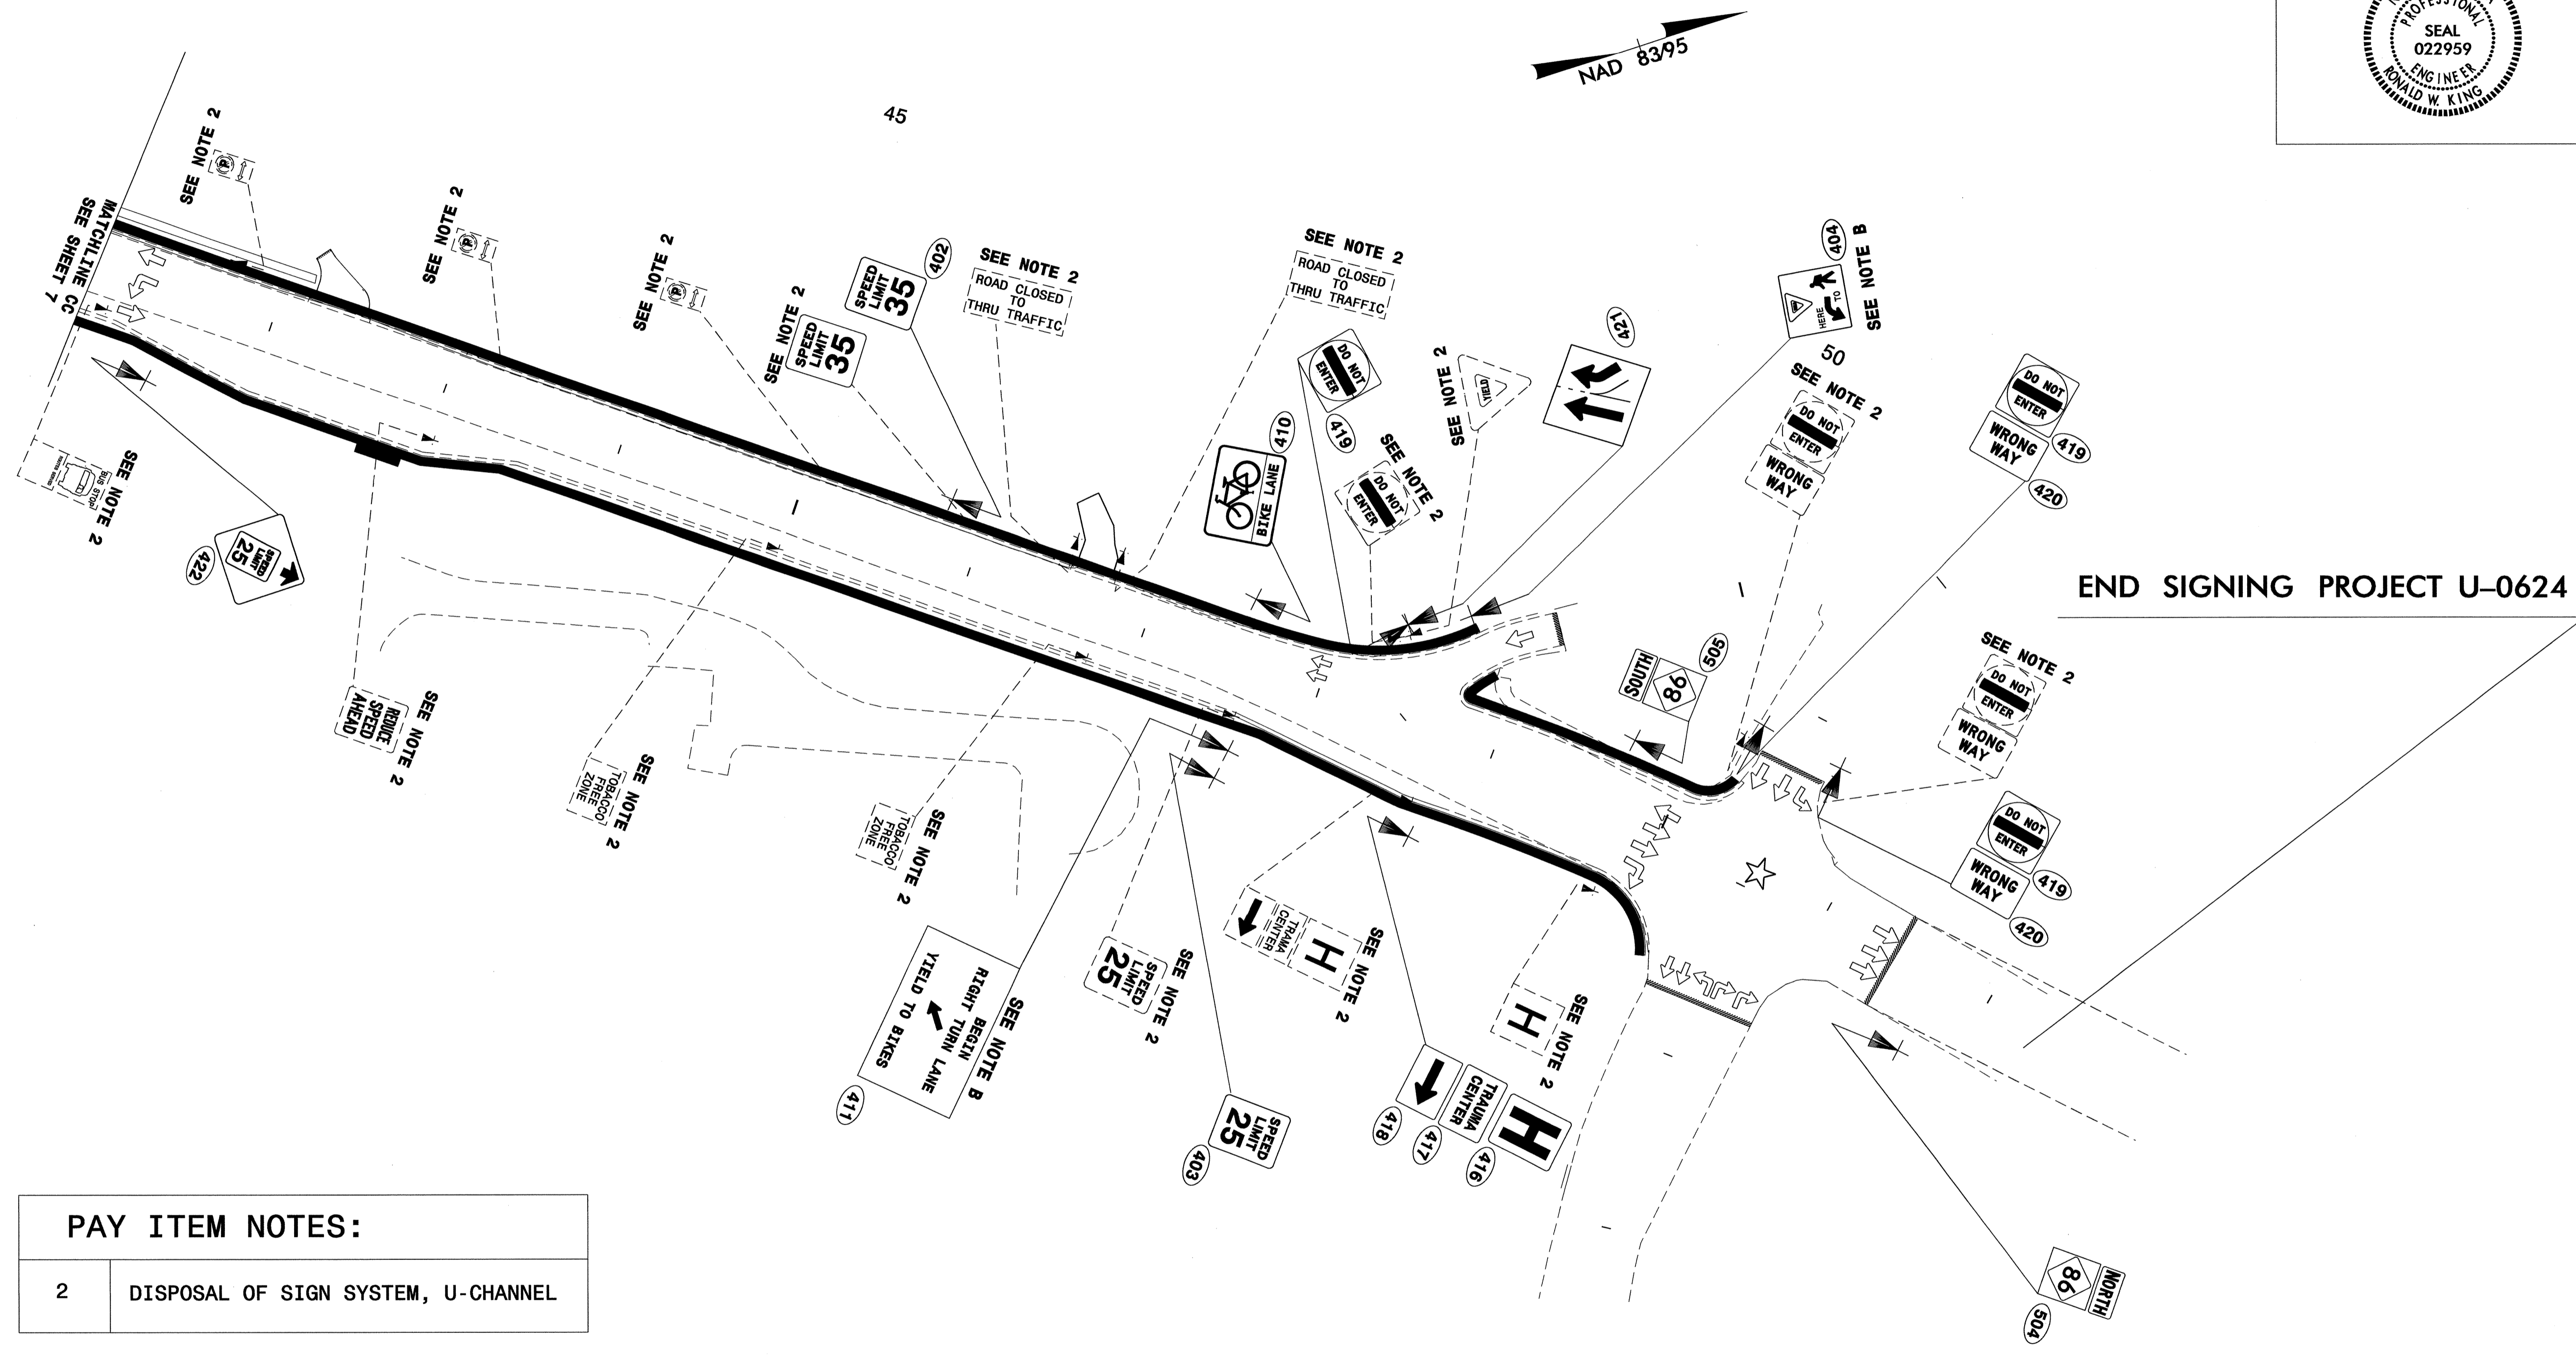 NAD 83/95
PROFESSIONAL
SEAL
022959
ENGINEER
RONALD W. KING
45
MATCHLINE CC
SEE SHEET 7
SEE NOTE 2
P
SEE NOTE 2
P
SEE NOTE 2
P
SEE NOTE 2
SPEED
LIMIT
35
SPEED
LIMIT
35
402
SEE NOTE 2
ROAD CLOSED
TO
THRU TRAFFIC
SEE NOTE 2
ROAD CLOSED
TO
THRU TRAFFIC
DO NOT
ENTER
419
410
BIKE LANE
SEE NOTE 2
DO NOT
ENTER
SEE NOTE 2
YIELD
421
404
HERE
TO
SEE NOTE B
50
SEE NOTE 2
DO NOT
ENTER
WRONG
WAY
DO NOT
ENTER
419
WRONG
WAY
420
END SIGNING PROJECT U-0624
SEE NOTE 2
DO NOT
ENTER
WRONG
WAY
DO NOT
ENTER
419
WRONG
WAY
420
SOUTH
86
505
SEE NOTE 2
BUS STOP
422
SPEED
LIMIT
25
SEE NOTE 2
REDUCE
SPEED
AHEAD
SEE NOTE 2
TOBACCO
FREE
ZONE
SEE NOTE 2
TOBACCO
FREE
ZONE
SEE NOTE B
BEGIN
RIGHT TURN LANE
YIELD TO BIKES
411
SEE NOTE 2
SPEED
LIMIT
25
SPEED
LIMIT
25
403
SEE NOTE 2
H
TRAMA
CENTER
SEE NOTE 2
H
H
416
TRAUMA
CENTER
417
418
NORTH
86
504
PAY ITEM NOTES:
2 DISPOSAL OF SIGN SYSTEM, U-CHANNEL